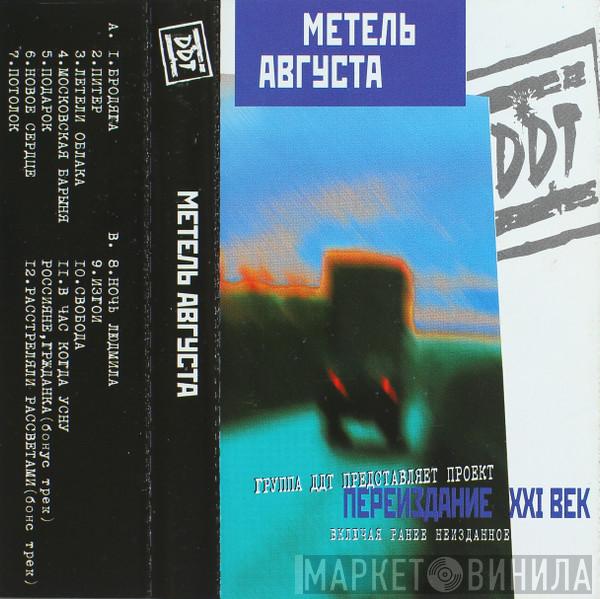 A. 1.БРОДЯГА
2.ПИТЕР
3.ЛЕТЕЛИ ОБЛАКА
4.МОСКОВСКАЯ БАРЫНЯ
5.ПОДАРОК
6.НОВОЕ СЕРДЦЕ
7.ПОТОЛОК
B. 8.НОЧЬ ЛЮДМИЛА
9.ИЗГОИ
10.СВОБОДА
11.В ЧАС КОГДА УСНУ
РОССИЯНЕ,ГРЖДАНКА(бонус трек)
12.РАССТРЕЛЯЛИ РАССВЕТАМИ(бонс трек)
DDT
МЕТЕЛЬ АВГУСТА
МЕТЕЛЬ
АВГУСТА
DDT
ГРУППА ДДТ ПРЕДСТАВЛЯЕТ ПРОЕКТ
ПЕРЕИЗДАНИЕ XXI ВЕК
ВКЛЮЧАЯ РАНЕЕ НЕИЗДАННОЕ
МАРКЕТ ВИНИЛА